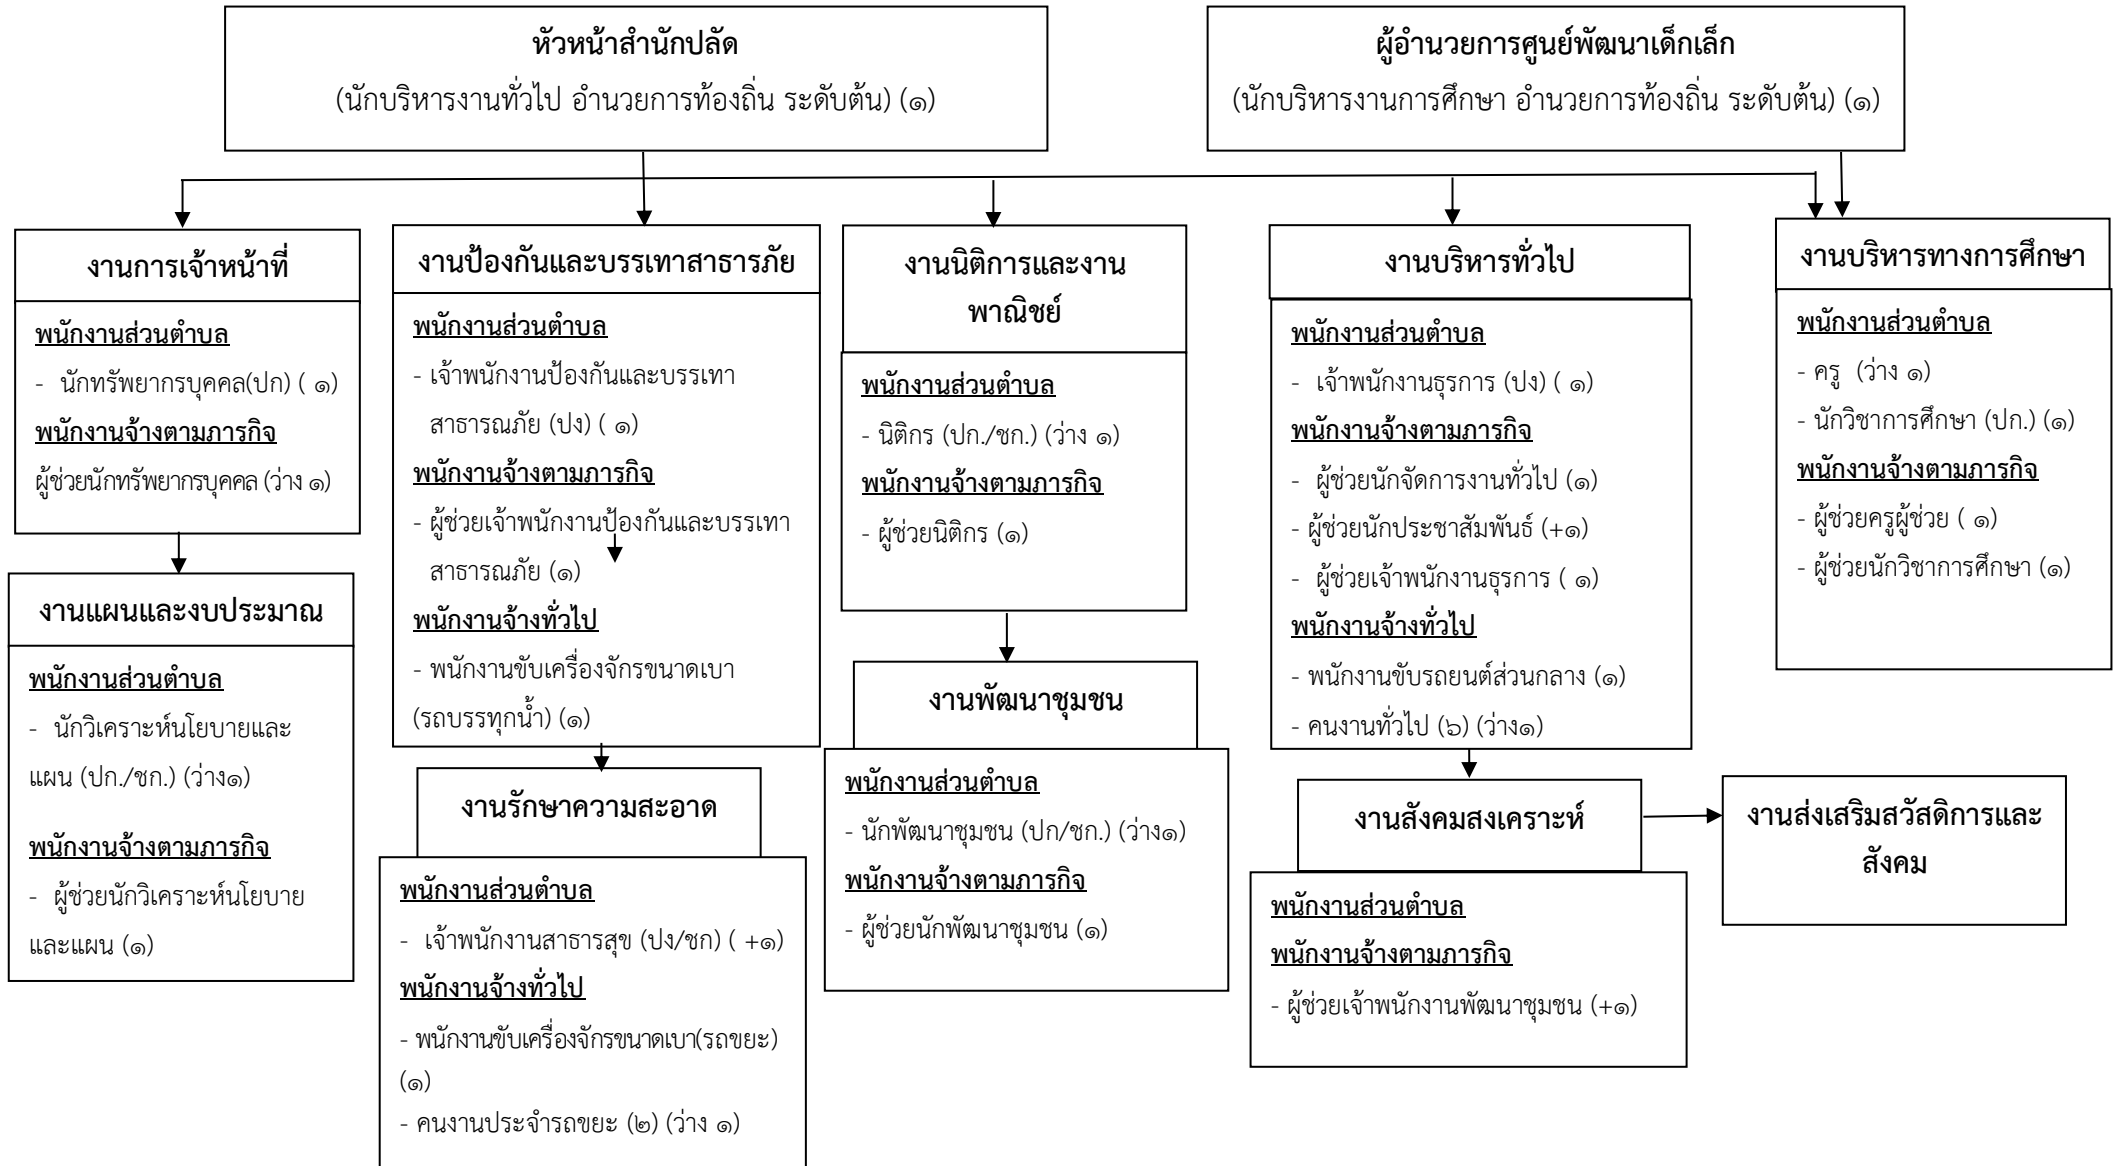 หัวหน้าสำนักปลัด
(นักบริหารงานทั่วไป อำนวยการท้องถิ่น ระดับต้น) (๑)
ผู้อำนวยการศูนย์พัฒนาเด็กเล็ก
(นักบริหารงานการศึกษา อำนวยการท้องถิ่น ระดับต้น) (๑)
งานการเจ้าหน้าที่
พนักงานส่วนตำบล
- นักทรัพยากรบุคคล(ปก) ( ๑)
พนักงานจ้างตามภารกิจ
ผู้ช่วยนักทรัพยากรบุคคล (ว่าง ๑)
งานแผนและงบประมาณ
พนักงานส่วนตำบล
- นักวิเคราะห์นโยบายและ
แผน (ปก./ชก.) (ว่าง๑)
พนักงานจ้างตามภารกิจ
- ผู้ช่วยนักวิเคราะห์นโยบาย
และแผน (๑)
งานป้องกันและบรรเทาสาธารภัย
พนักงานส่วนตำบล
- เจ้าพนักงานป้องกันและบรรเทา
สาธารณภัย (ปง) ( ๑)
พนักงานจ้างตามภารกิจ
- ผู้ช่วยเจ้าพนักงานป้องกันและบรรเทา
สาธารณภัย (๑)
พนักงานจ้างทั่วไป
- พนักงานขับเครื่องจักรขนาดเบา
(รถบรรทุกน้ำ) (๑)
งานรักษาความสะอาด
พนักงานส่วนตำบล
- เจ้าพนักงานสาธารสุข (ปง/ชก) ( +๑)
พนักงานจ้างทั่วไป
- พนักงานขับเครื่องจักรขนาดเบา(รถขยะ)
(๑)
- คนงานประจำรถขยะ (๒) (ว่าง ๑)
งานนิติการและงาน
พาณิชย์
พนักงานส่วนตำบล
- นิติกร (ปก./ชก.) (ว่าง ๑)
พนักงานจ้างตามภารกิจ
- ผู้ช่วยนิติกร (๑)
งานพัฒนาชุมชน
พนักงานส่วนตำบล
- นักพัฒนาชุมชน (ปก/ชก.) (ว่าง๑)
พนักงานจ้างตามภารกิจ
- ผู้ช่วยนักพัฒนาชุมชน (๑)
งานบริหารทั่วไป
พนักงานส่วนตำบล
- เจ้าพนักงานธุรการ (ปง) ( ๑)
พนักงานจ้างตามภารกิจ
- ผู้ช่วยนักจัดการงานทั่วไป (๑)
- ผู้ช่วยนักประชาสัมพันธ์ (+๑)
- ผู้ช่วยเจ้าพนักงานธุรการ ( ๑)
พนักงานจ้างทั่วไป
- พนักงานขับรถยนต์ส่วนกลาง (๑)
- คนงานทั่วไป (๖) (ว่าง๑)
งานสังคมสงเคราะห์
พนักงานส่วนตำบล
พนักงานจ้างตามภารกิจ
- ผู้ช่วยเจ้าพนักงานพัฒนาชุมชน (+๑)
งานส่งเสริมสวัสดิการและ
สังคม
งานบริหารทางการศึกษา
พนักงานส่วนตำบล
- ครู (ว่าง ๑)
- นักวิชาการศึกษา (ปก.) (๑)
พนักงานจ้างตามภารกิจ
- ผู้ช่วยครูผู้ช่วย ( ๑)
- ผู้ช่วยนักวิชาการศึกษา (๑)